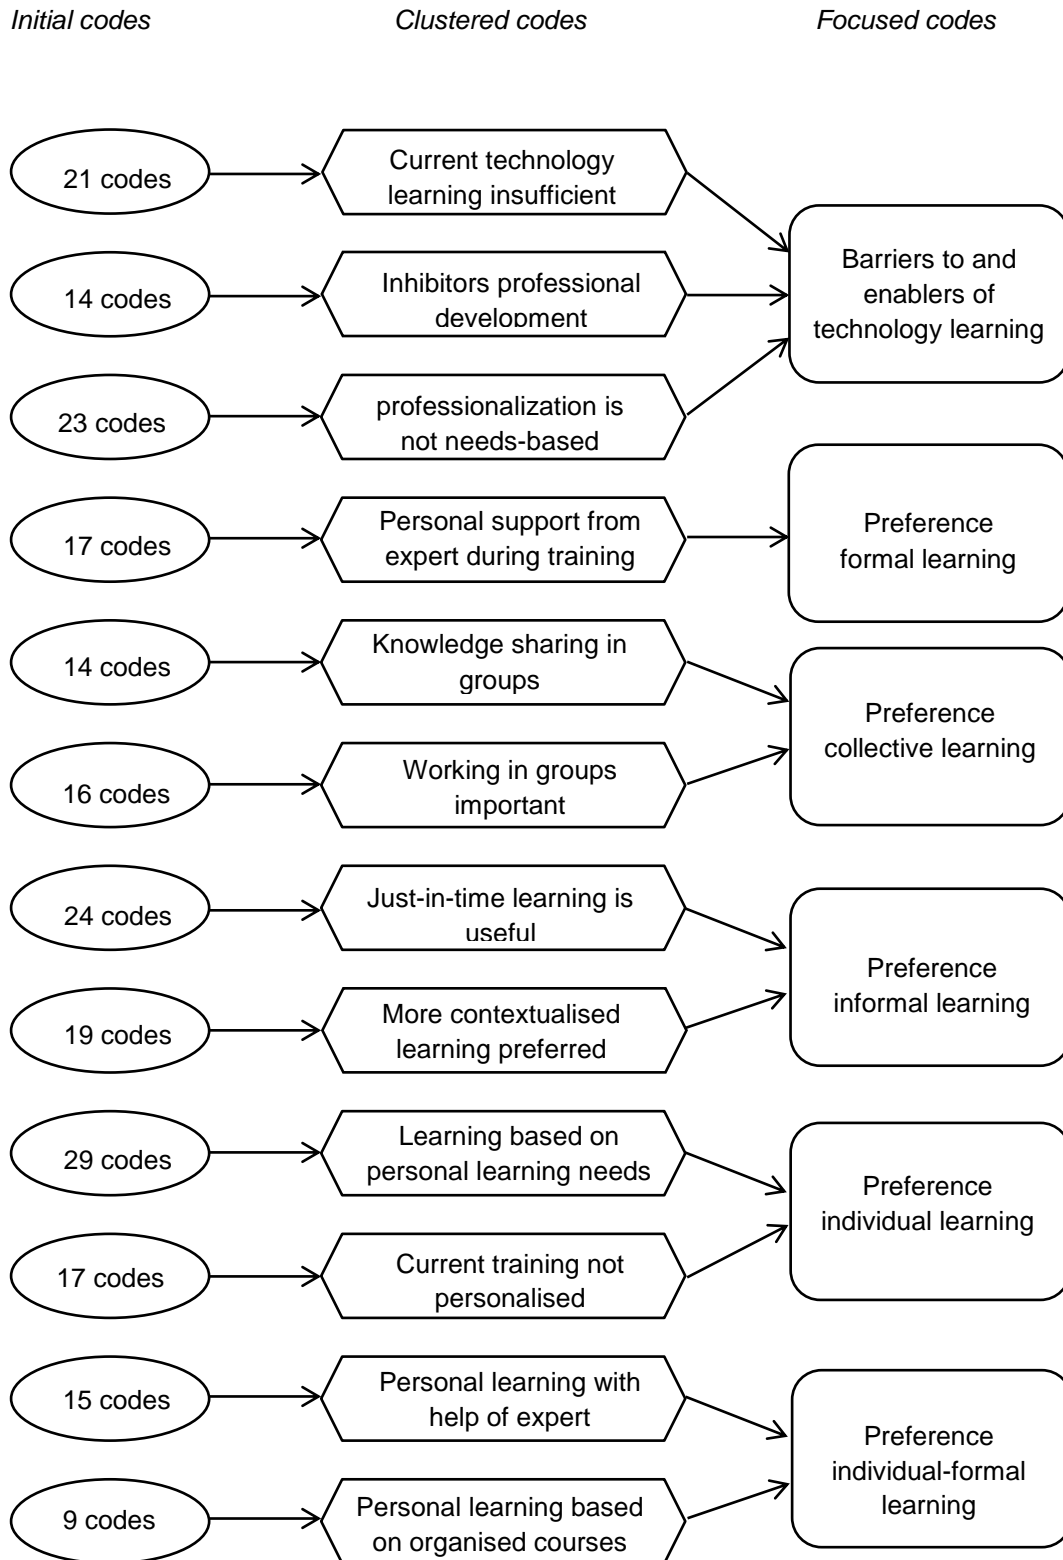 Initial codes
Clustered codes
Focused codes
21 codes
Current technology
learning insufficient
14 codes
Inhibitors professional
development
23 codes
professionalization is
not needs-based
Barriers to and
enablers of
technology learning
17 codes
Personal support from
expert during training
Preference
formal learning
14 codes
Knowledge sharing in
groups
16 codes
Working in groups
important
Preference
collective learning
24 codes
Just-in-time learning is
useful
19 codes
More contextualised
learning preferred
Preference
informal learning
29 codes
Learning based on
personal learning needs
17 codes
Current training not
personalised
Preference
individual learning
15 codes
Personal learning with
help of expert
9 codes
Personal learning based
on organised courses
Preference
individual-formal
learning